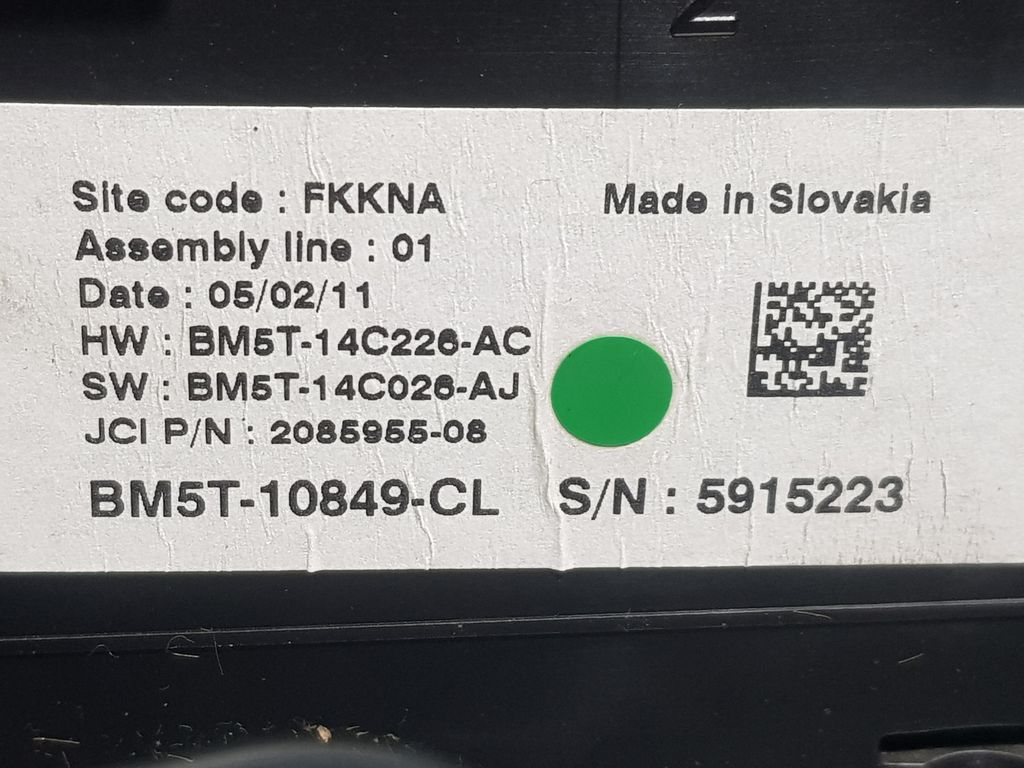 Site code : FKKNA
Made in Slovakia
Assembly line : 01
Date : 05/02/11
HW : BM5T-14C226-AC
SW : BM5T-14C026-AJ
JCI P/N : 2085955-08
BM5T-10849-CL
S/N : 5915223